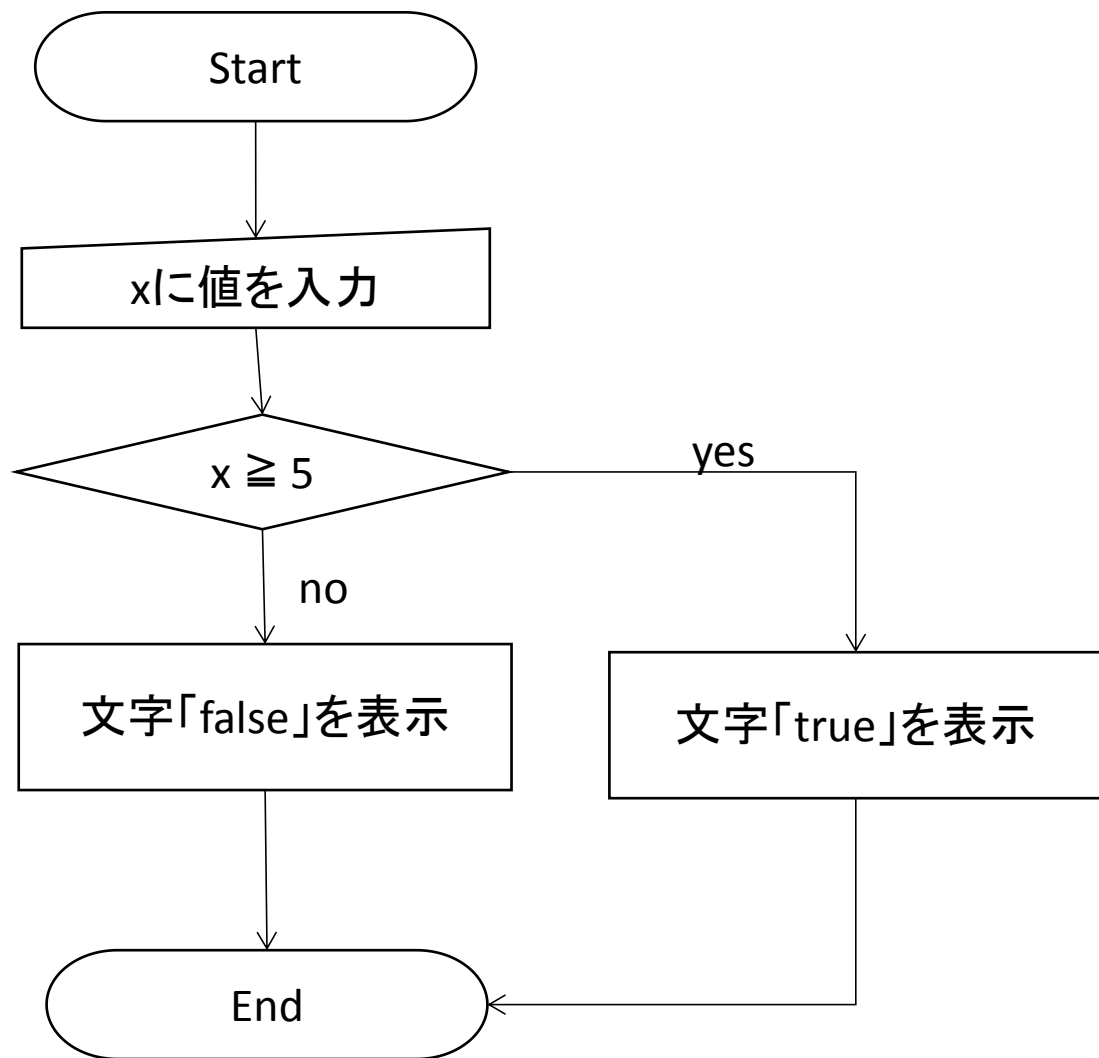 Start
xに値を入力
x ≧ 5
yes
no
文字「false」を表示
文字「true」を表示
End